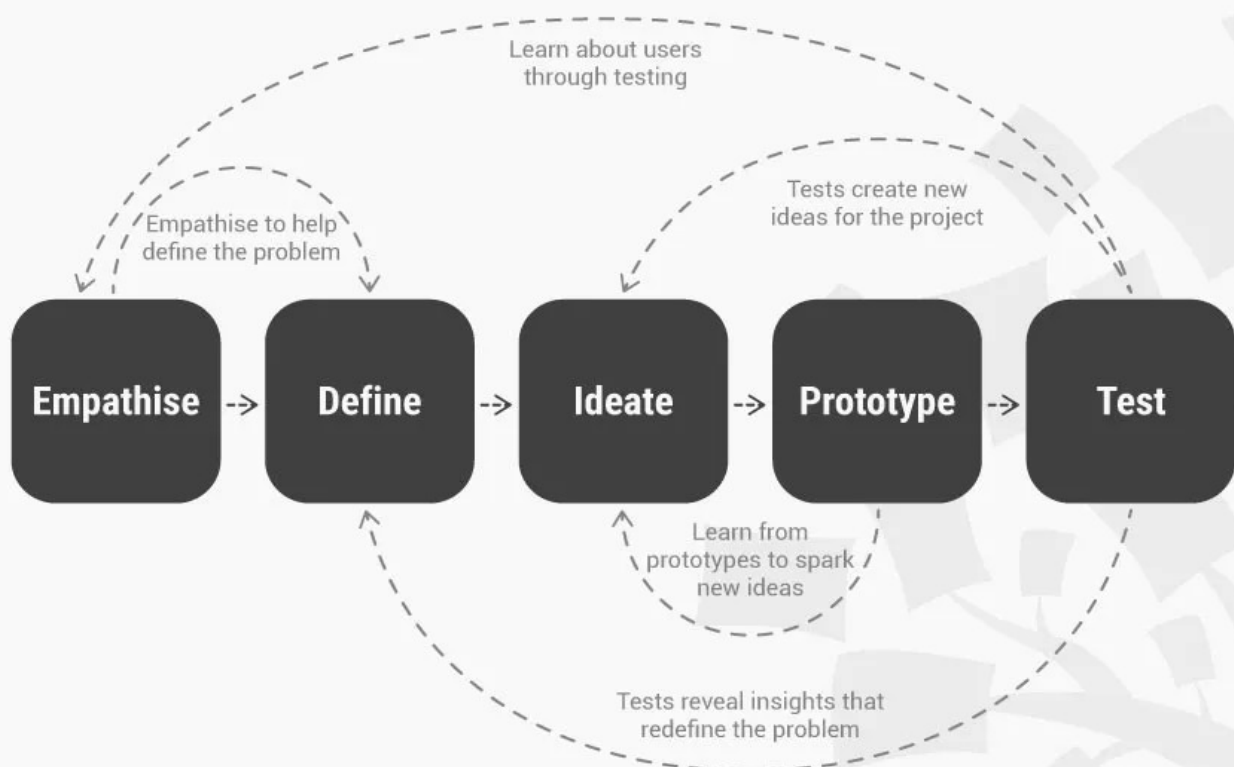 Learn about users
through testing
Tests create new
ideas for the project
Empathise to help
define the problem
Empathise
Define
Ideate
Prototype
Test
Learn from
prototypes to spark
new ideas
Tests reveal insights that
redefine the problem